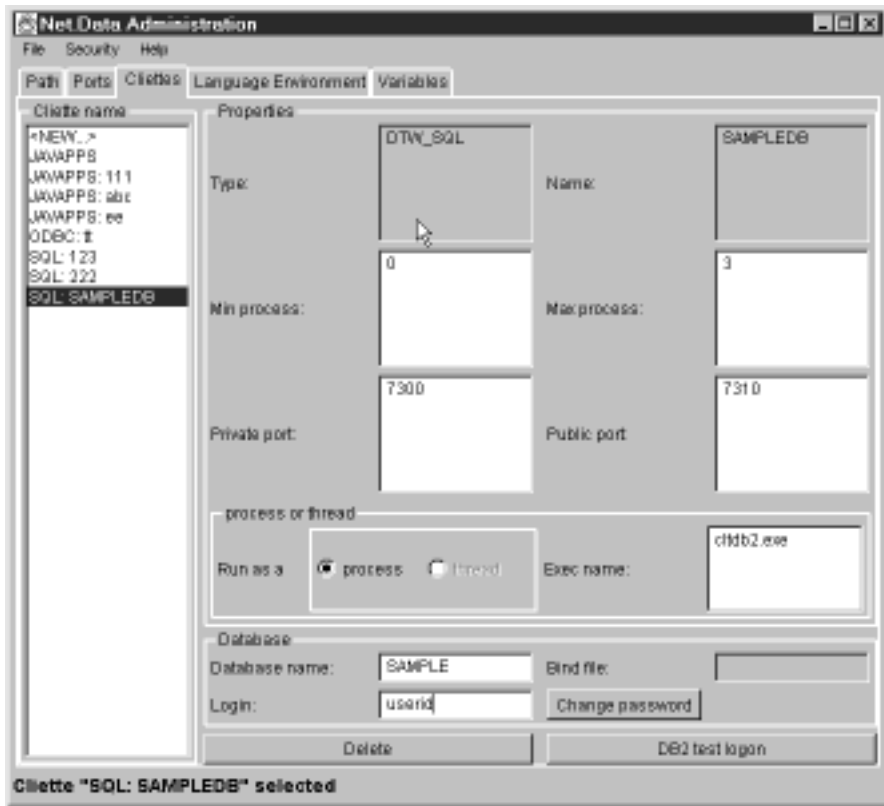 Net.Data Administration
File Security Help
Path Ports Cliettes Language Environment Variables
Cliette name
<NEW...>
JAVAPPS
JAVAPPS: 111
JAVAPPS: abc
JAVAPPS: ee
ODBC: tt
SQL: 123
SQL: 222
SQL: SAMPLEDB
Properties
Type: DTW_SQL Name: SAMPLEDB
Min process: 0 Max process: 3
Private port: 7300 Public port 7310
process or thread
Run as a process thread Exec name: cltdb2.exe
Database
Database name: SAMPLE Bind file:
Login: userid Change password
Delete DB2 test logon
Cliette "SQL: SAMPLEDB" selected